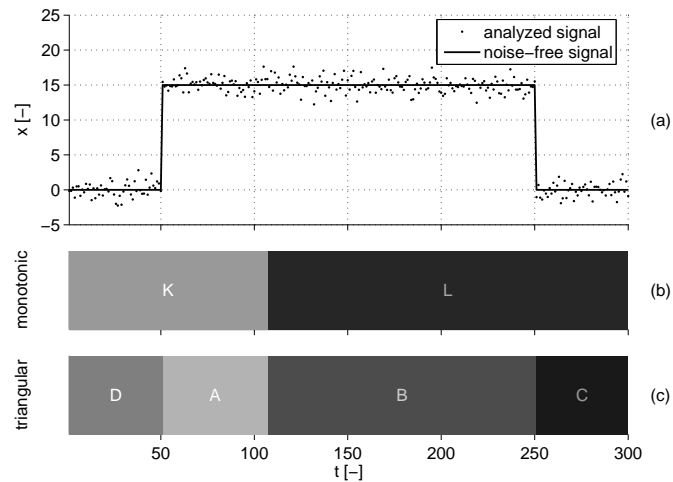 25
20
15
10
5
0
−5
x [−]
analyzed signal
noise−free signal
(a)
monotonic
K
L
(b)
triangular
D
A
B
C
(c)
50
100
150
200
250
300
t [−]